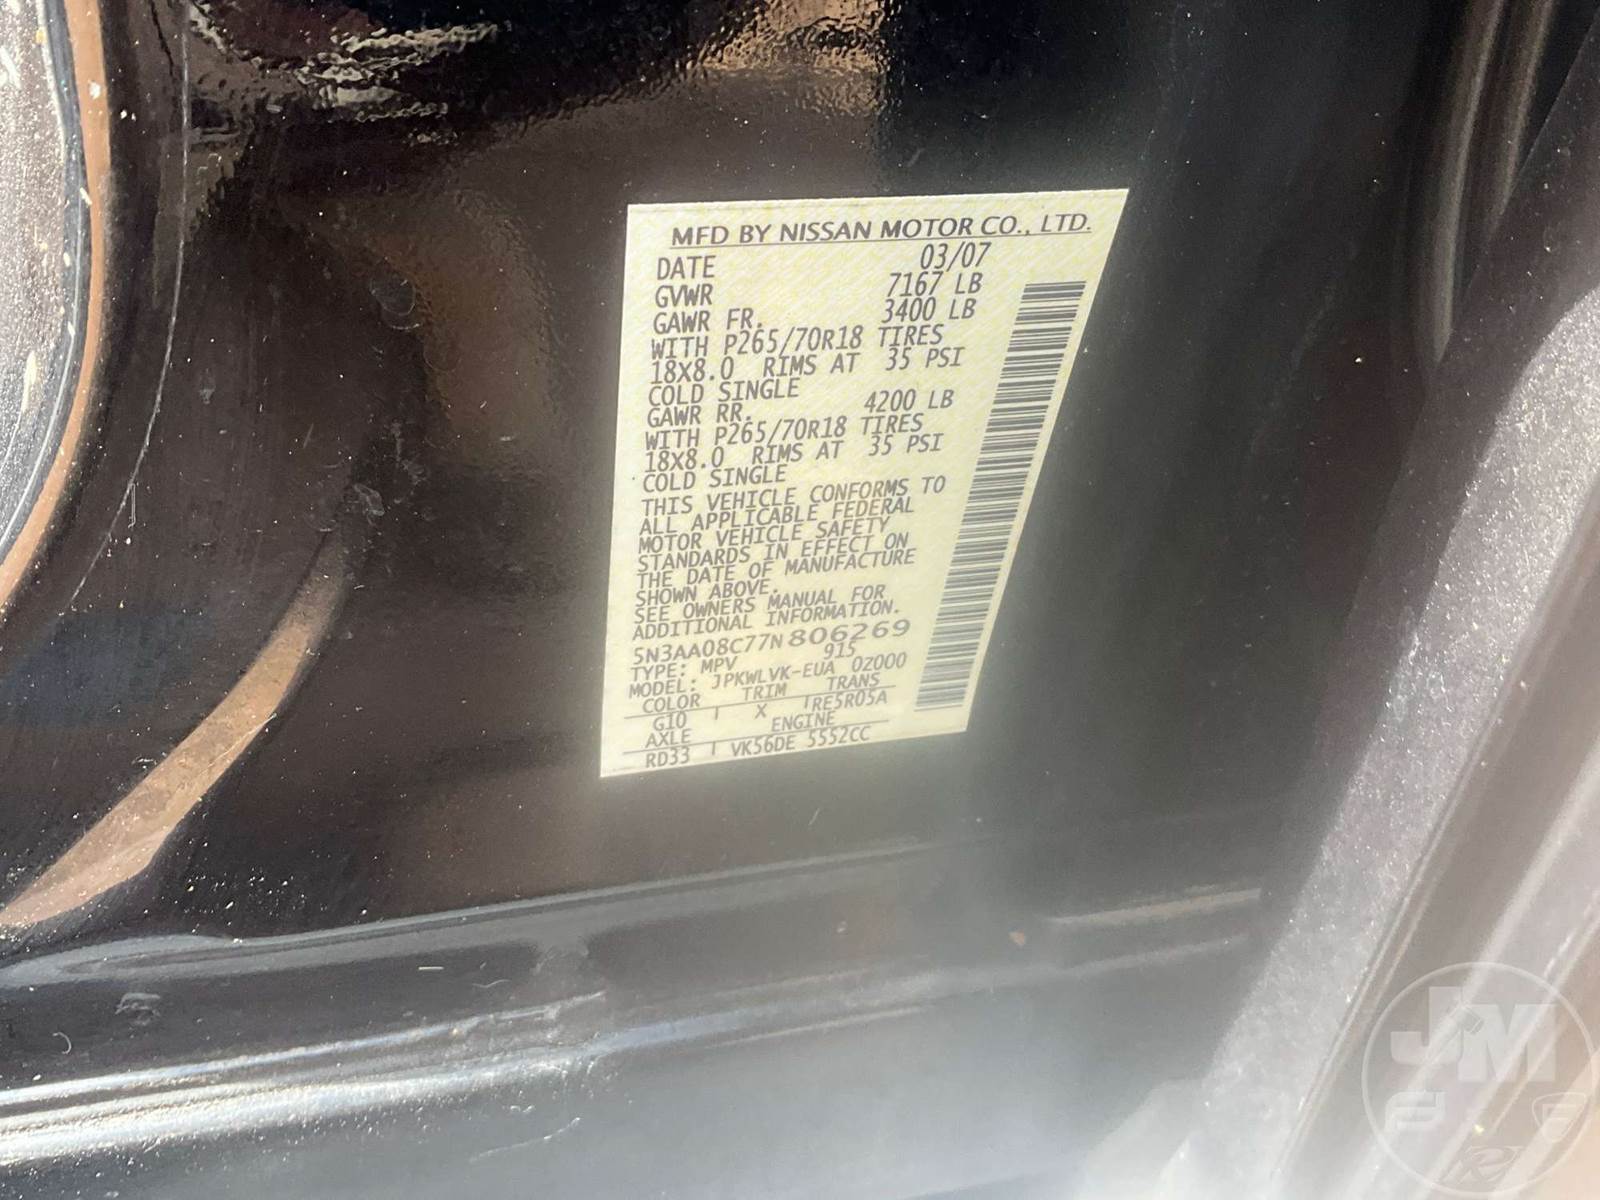 MFD BY NISSAN MOTOR CO., LTD.
DATE 03/07
GVWR 7167 LB
GAWR FR. 3400 LB
WITH P265/70R18 TIRES
18X8.0 RIMS AT 35 PSI
COLD SINGLE
GAWR RR. 4200 LB
WITH P265/70R18 TIRES
18X8.0 RIMS AT 35 PSI
COLD SINGLE
THIS VEHICLE CONFORMS TO
ALL APPLICABLE FEDERAL
MOTOR VEHICLE SAFETY
STANDARDS IN EFFECT ON
THE DATE OF MANUFACTURE
SHOWN ABOVE.
SEE OWNERS MANUAL FOR
ADDITIONAL INFORMATION.
5N3AA08C77N 806269
TYPE: MPV 915
MODEL: JPKWLVK-EUA 0Z000
COLOR TRIM TRANS
G10 X RE5R05A
AXLE ENGINE
RD33 VK56DE 5552CC
JM